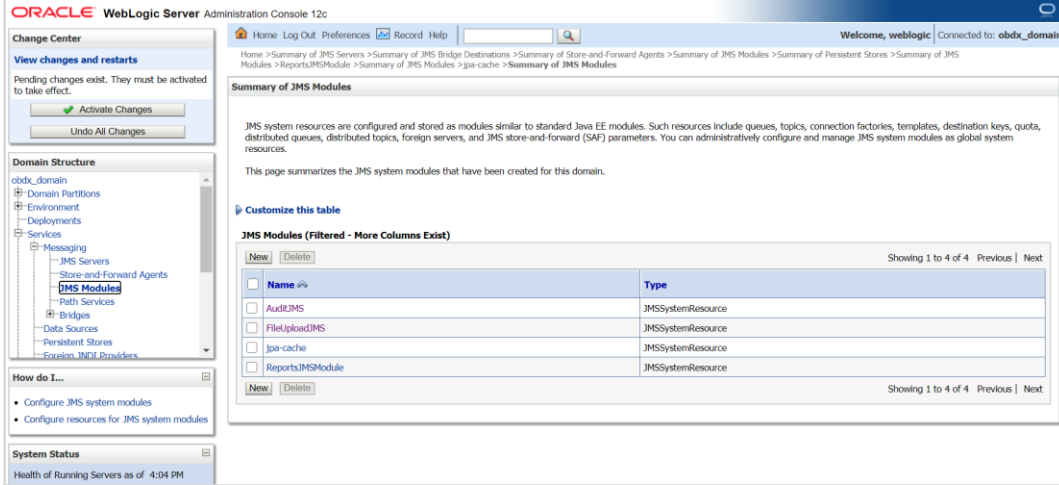 ORACLE WebLogic Server Administration Console 12c
Change Center
View changes and restarts
Pending changes exist. They must be activated
to take effect.
Activate Changes
Undo All Changes
Domain Structure
obdx_domain
Domain Partitions
Environment
Deployments
Services
Messaging
JMS Servers
Store-and-Forward Agents
JMS Modules
Path Services
Bridges
Data Sources
Persistent Stores
Foreign JNDI Providers
How do I...
Configure JMS system modules
Configure resources for JMS system modules
System Status
Health of Running Servers as of 4:04 PM
Home Log Out Preferences Record Help
Welcome, weblogic Connected to: obdx_domain
Home >Summary of JMS Servers >Summary of JMS Bridge Destinations >Summary of Store-and-Forward Agents >Summary of JMS Modules >Summary of Persistent Stores >Summary of JMS
Modules >ReportsJMSModule >Summary of JMS Modules >jpa-cache >Summary of JMS Modules
Summary of JMS Modules
JMS system resources are configured and stored as modules similar to standard Java EE modules. Such resources include queues, topics, connection factories, templates, destination keys, quota,
distributed queues, distributed topics, foreign servers, and JMS store-and-forward (SAF) parameters. You can administratively configure and manage JMS system modules as global system
resources.
This page summarizes the JMS system modules that have been created for this domain.
Customize this table
JMS Modules (Filtered - More Columns Exist)
New Delete Showing 1 to 4 of 4 Previous | Next
Name Type
AuditJMS JMSSystemResource
FileUploadJMS JMSSystemResource
jpa-cache JMSSystemResource
ReportsJMSModule JMSSystemResource
New Delete Showing 1 to 4 of 4 Previous | Next